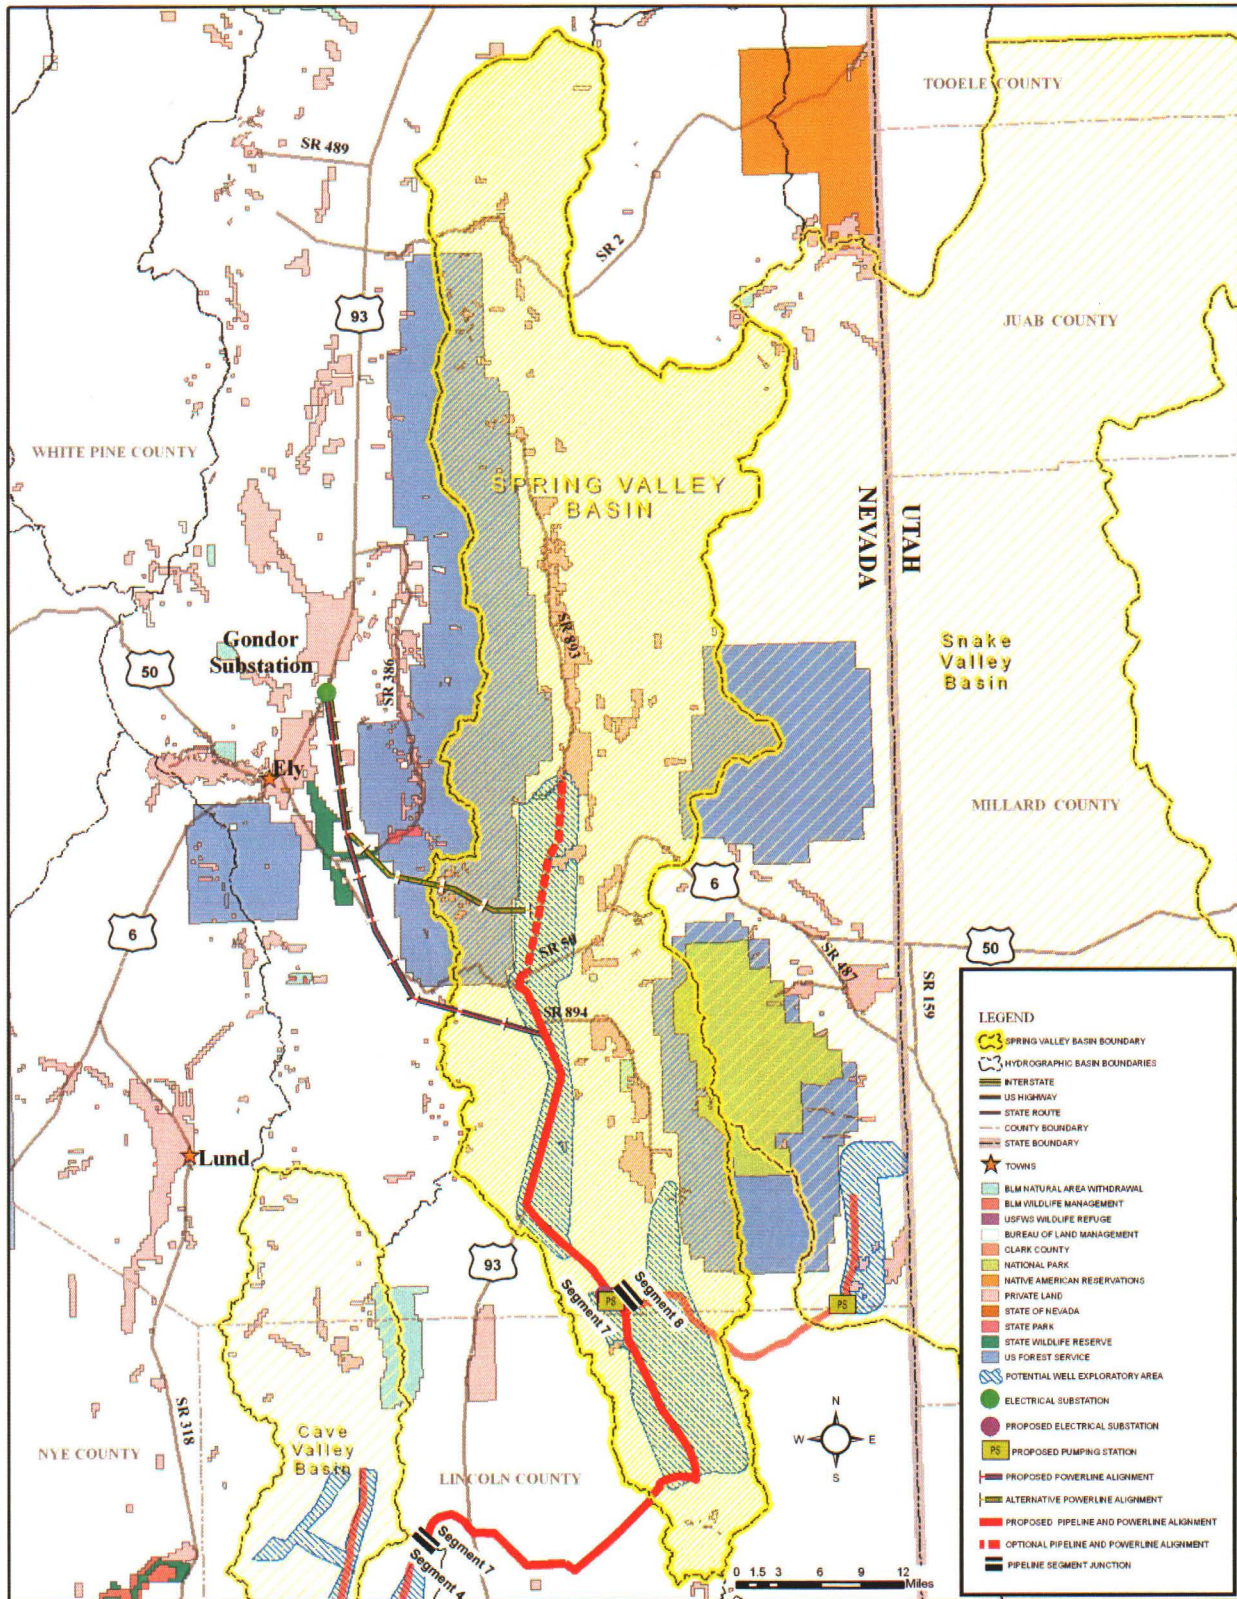 TOOELE COUNTY
SR 489
SR 2
93
JUAB COUNTY
WHITE PINE COUNTY
SPRING VALLEY
BASIN
NEVADA
UTAH
Gondor
Substation
50
SR 386
SR 893
Snake
Valley
Basin
Ely
MILLARD COUNTY
6
6
50
SR 50
SR 487
SR 159
SR 894
Lund
93
Segment 7
Segment 8
PS
PS
SR 318
NYE COUNTY
Cave
Valley
Basin
LINCOLN COUNTY
Segment 7
Segment 4
N
W
E
S
0 1.5 3 6 9 12
Miles
LEGEND
SPRING VALLEY BASIN BOUNDARY
HYDROGRAPHIC BASIN BOUNDARIES
INTERSTATE
US HIGHWAY
STATE ROUTE
COUNTY BOUNDARY
STATE BOUNDARY
TOWNS
BLM NATURAL AREA WITHDRAWAL
BLM WILDLIFE MANAGEMENT
USFWS WILDLIFE REFUGE
BUREAU OF LAND MANAGEMENT
CLARK COUNTY
NATIONAL PARK
NATIVE AMERICAN RESERVATIONS
PRIVATE LAND
STATE OF NEVADA
STATE PARK
STATE WILDLIFE RESERVE
US FOREST SERVICE
POTENTIAL WELL EXPLORATORY AREA
ELECTRICAL SUBSTATION
PROPOSED ELECTRICAL SUBSTATION
PS PROPOSED PUMPING STATION
PROPOSED POWERLINE ALIGNMENT
ALTERNATIVE POWERLINE ALIGNMENT
PROPOSED PIPELINE AND POWERLINE ALIGNMENT
OPTIONAL PIPELINE AND POWERLINE ALIGNMENT
PIPELINE SEGMENT JUNCTION